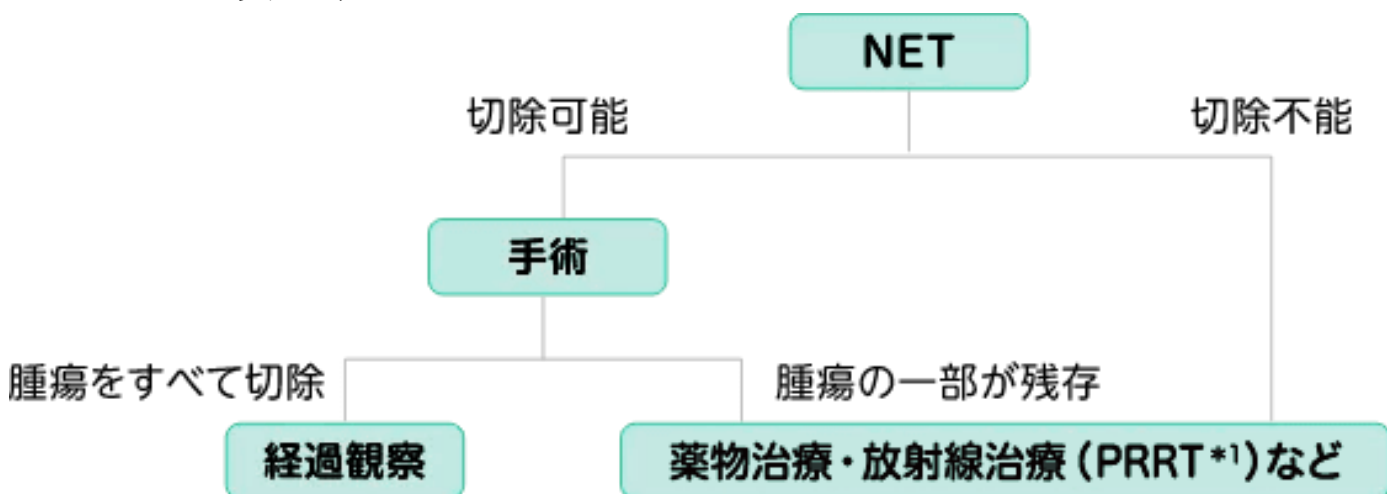 NET
切除可能
切除不能
手術
腫瘍をすべて切除
腫瘍の一部が残存
経過観察
薬物治療・放射線治療（PRRT*1）など